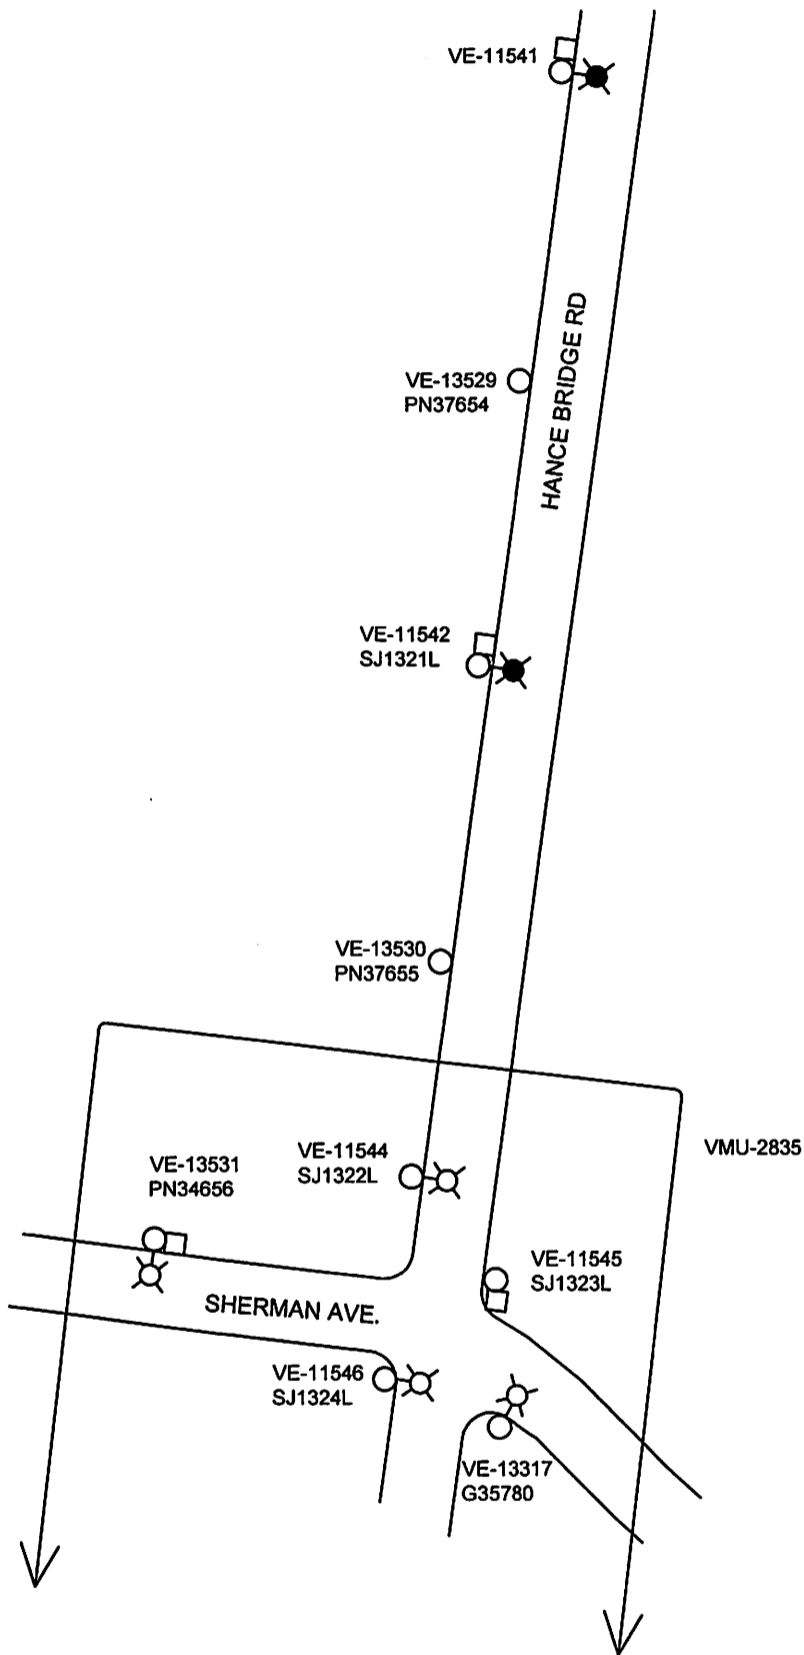 VE-11541
HANCE BRIDGE RD
VE-13529
PN37654
VE-11542
SJ1321L
VE-13530
PN37655
VMU-2835
VE-11544
SJ1322L
VE-13531
PN34656
VE-11545
SJ1323L
SHERMAN AVE.
VE-11546
SJ1324L
VE-13317
G35780